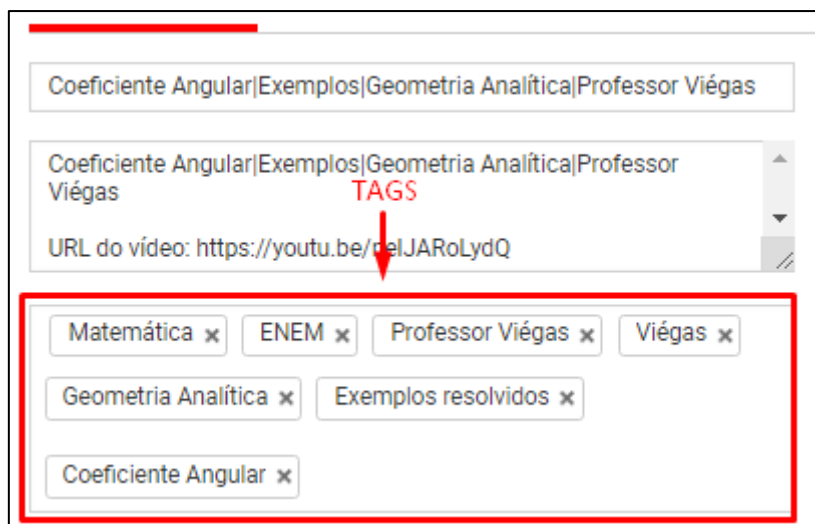 Coeficiente Angular|Exemplos|Geometria Analítica|Professor Viégas
Coeficiente Angular|Exemplos|Geometria Analítica|Professor
Viégas
TAGS
URL do vídeo: https://youtu.be/neIJARoLydQ
Matemática × ENEM × Professor Viégas × Viégas ×
Geometria Analítica × Exemplos resolvidos ×
Coeficiente Angular ×